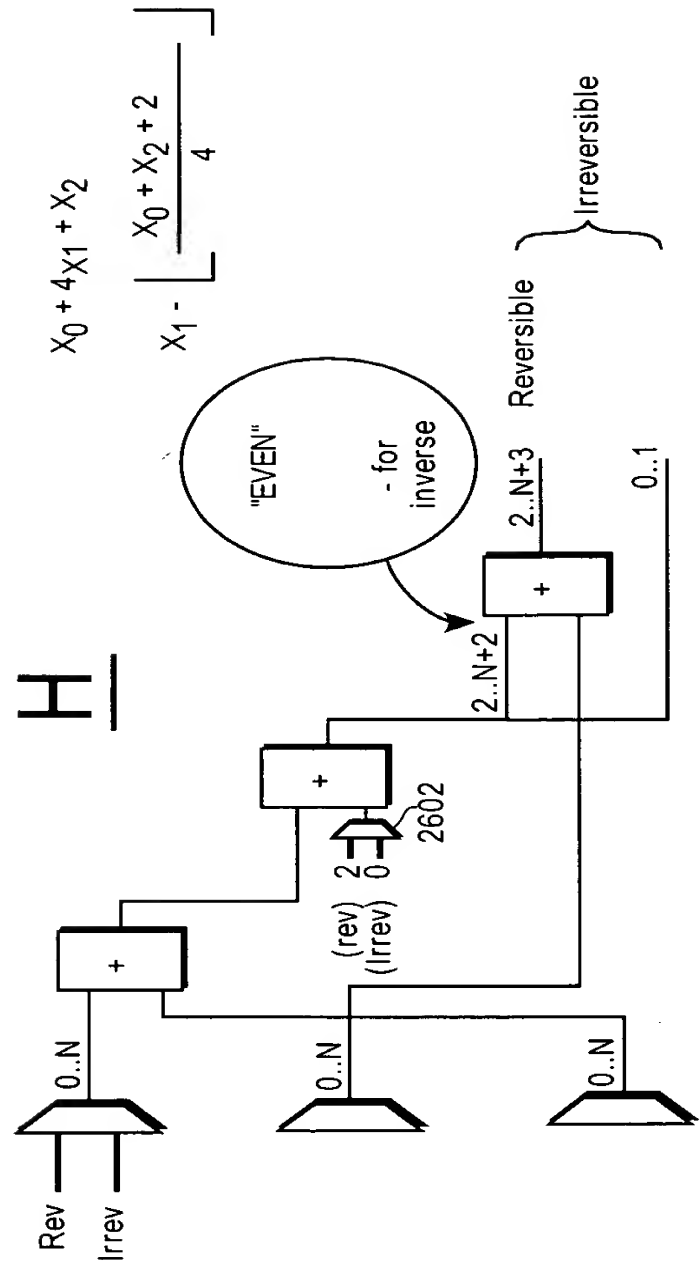 H
X0 + 4X1 + X2
X1 - [ X0 + X2 + 2
4 ]
Rev
Irrev
0..N
+
(rev) 2
(Irrev) 0
2602
+
0..N
0..N
"EVEN"
- for
inverse
2..N+2
+
2..N+3
Reversible
0..1
Irreversible